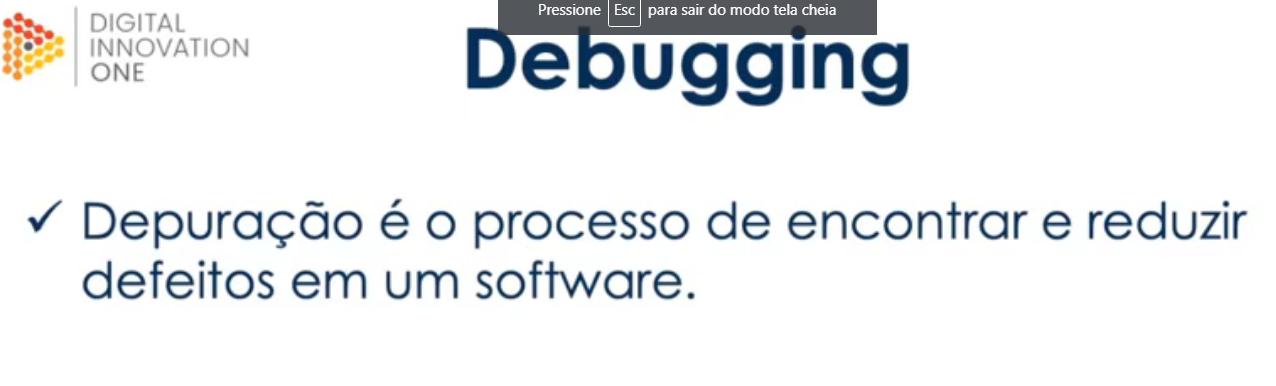 DIGITAL
INNOVATION
ONE
Pressione Esc para sair do modo tela cheia
Debugging
✓ Depuração é o processo de encontrar e reduzir
defeitos em um software.